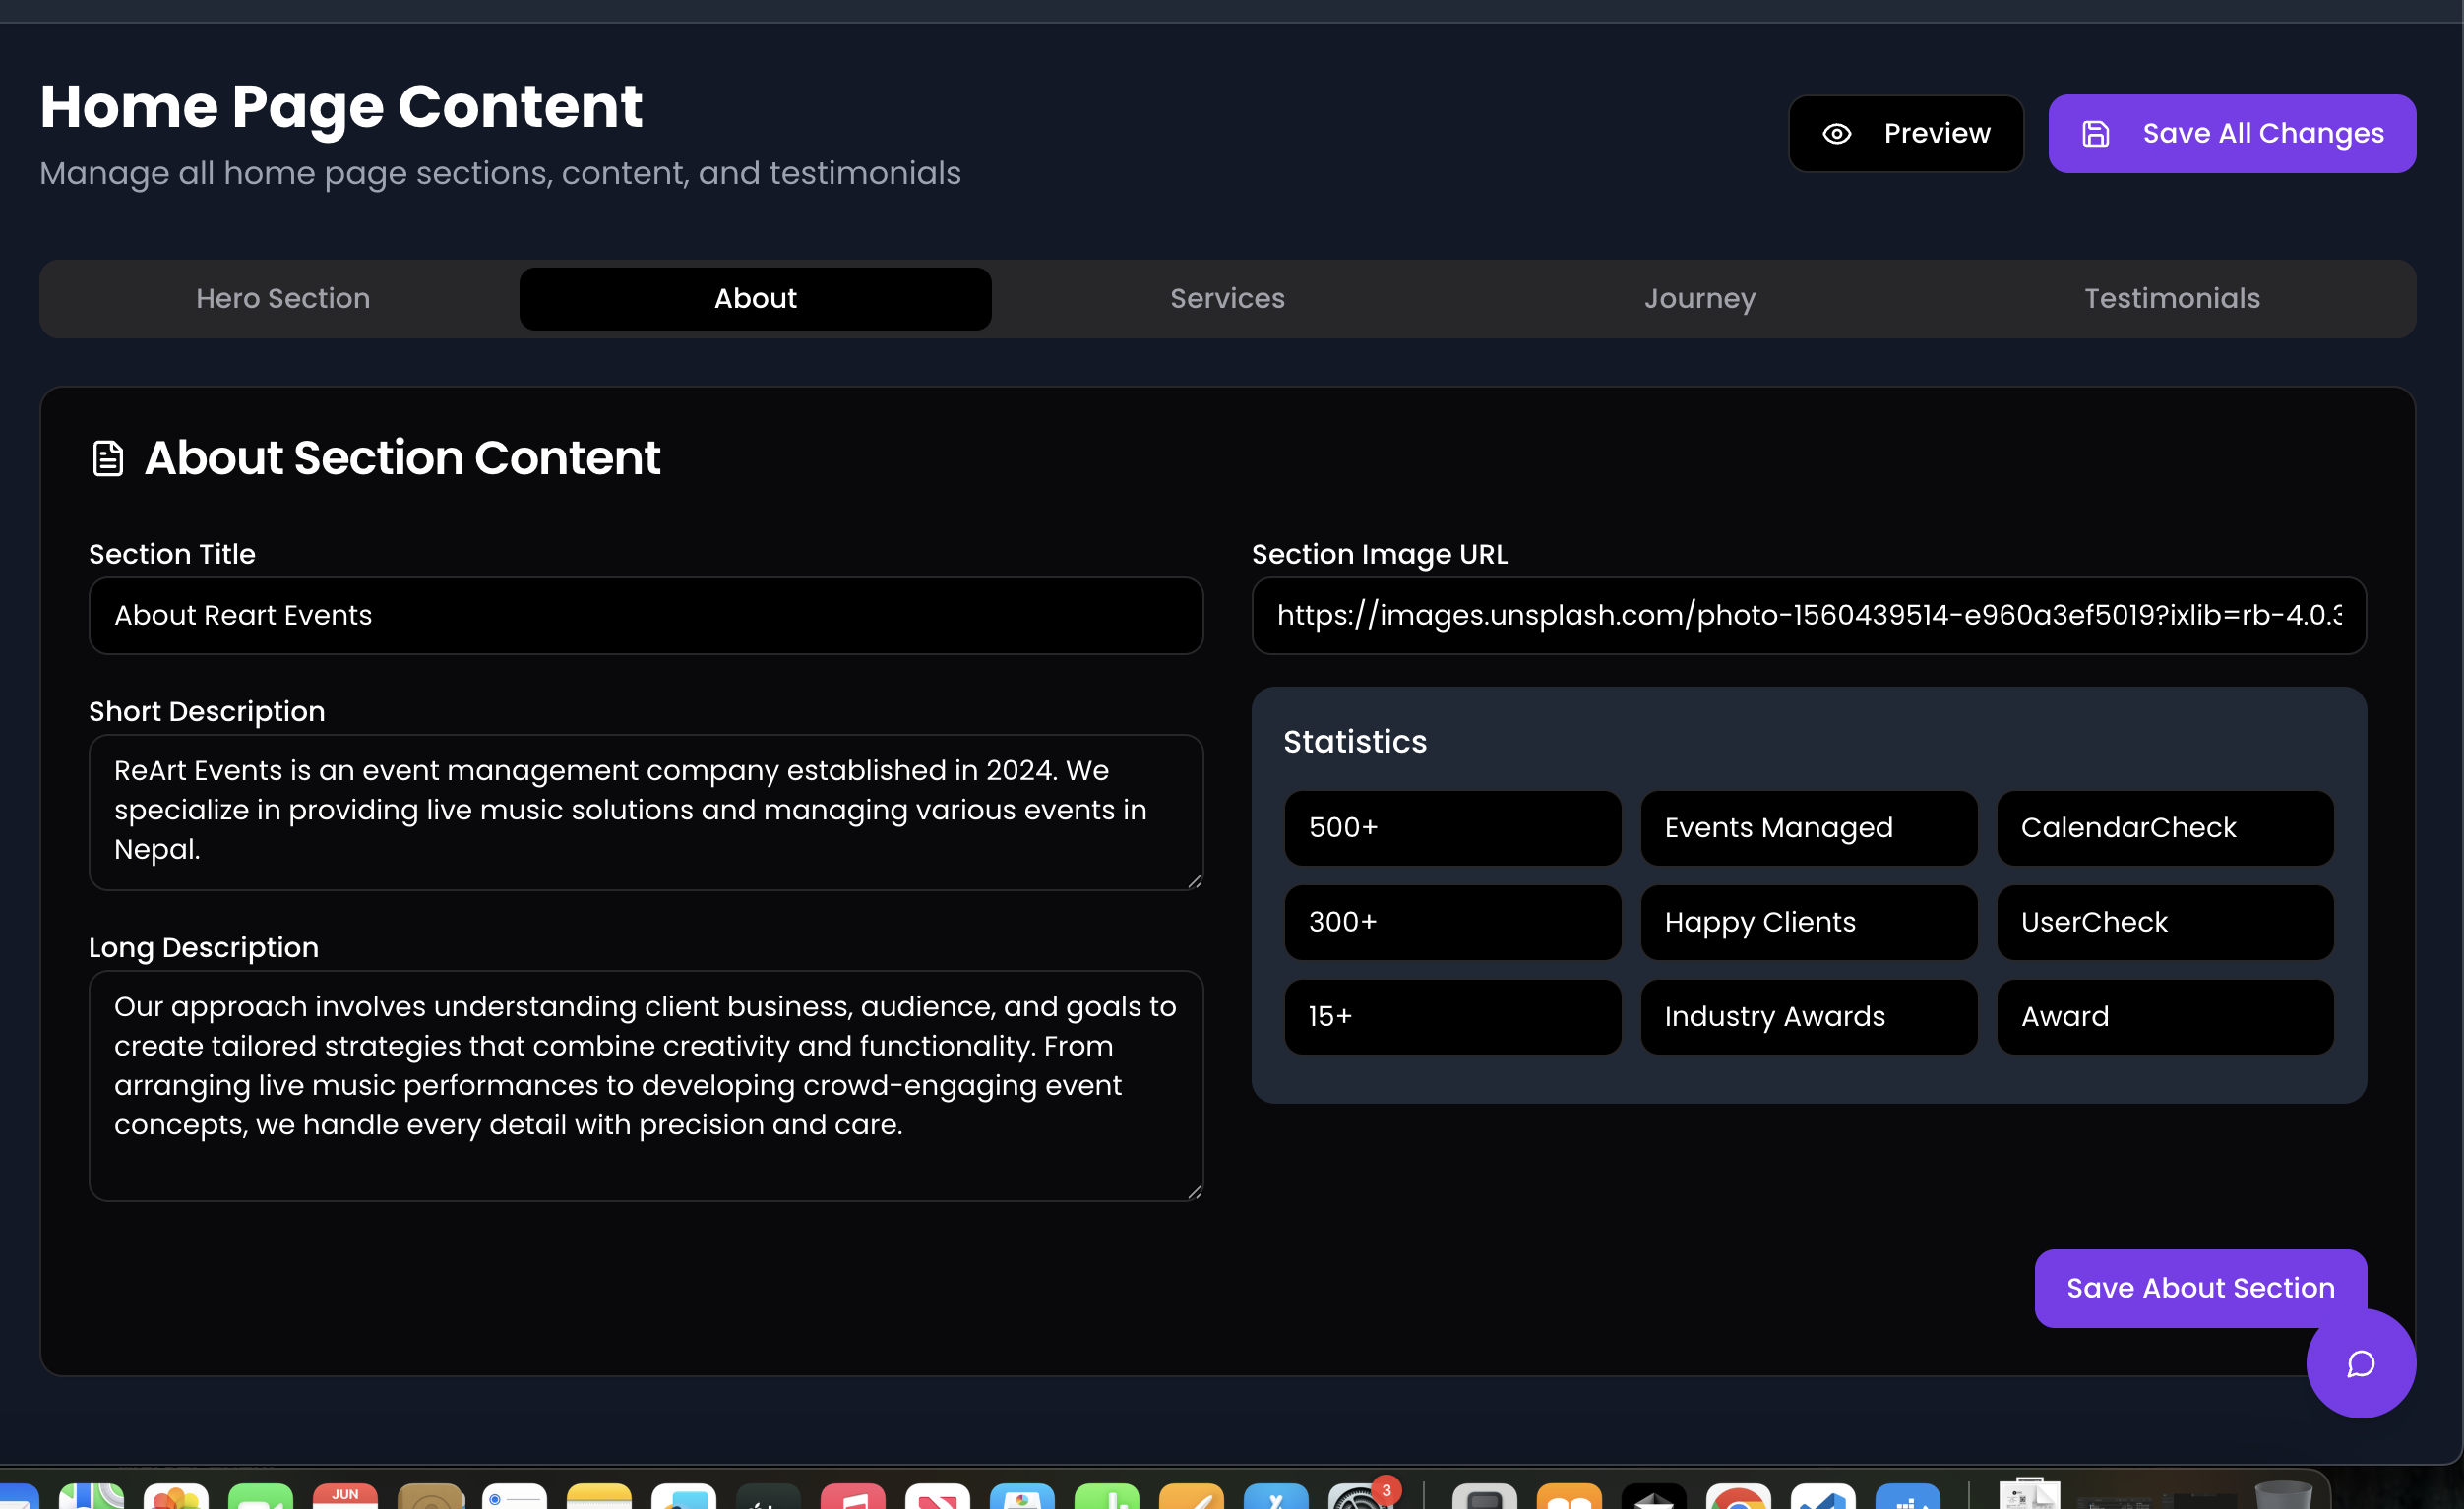 Home Page Content
Manage all home page sections, content, and testimonials
Preview
Save All Changes
Hero Section
About
Services
Journey
Testimonials
About Section Content
Section Title
About Reart Events
Section Image URL
https://images.unsplash.com/photo-1560439514-e960a3ef5019?ixlib=rb-4.0.3
Short Description
ReArt Events is an event management company established in 2024. We
specialize in providing live music solutions and managing various events in
Nepal.
Statistics
500+
Events Managed
CalendarCheck
300+
Happy Clients
UserCheck
15+
Industry Awards
Award
Long Description
Our approach involves understanding client business, audience, and goals to
create tailored strategies that combine creativity and functionality. From
arranging live music performances to developing crowd-engaging event
concepts, we handle every detail with precision and care.
Save About Section
JUN
3